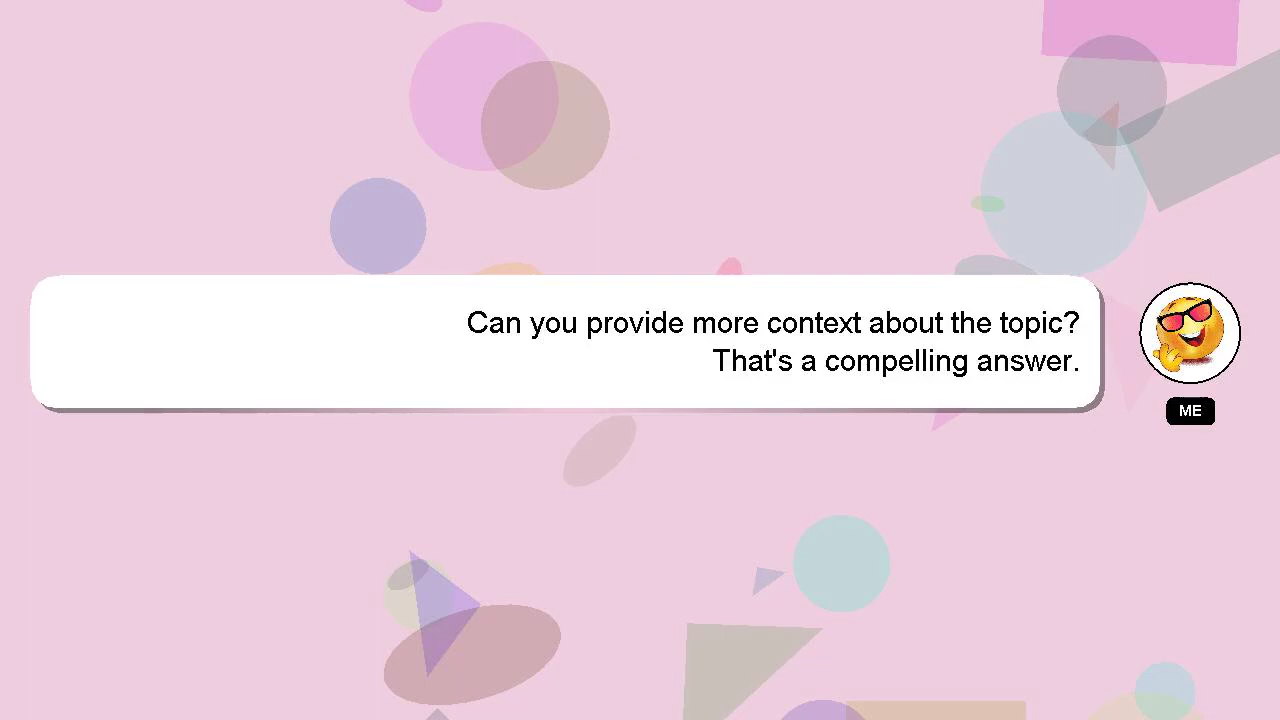 Can you provide more context about the topic?
That's a compelling answer.
ME